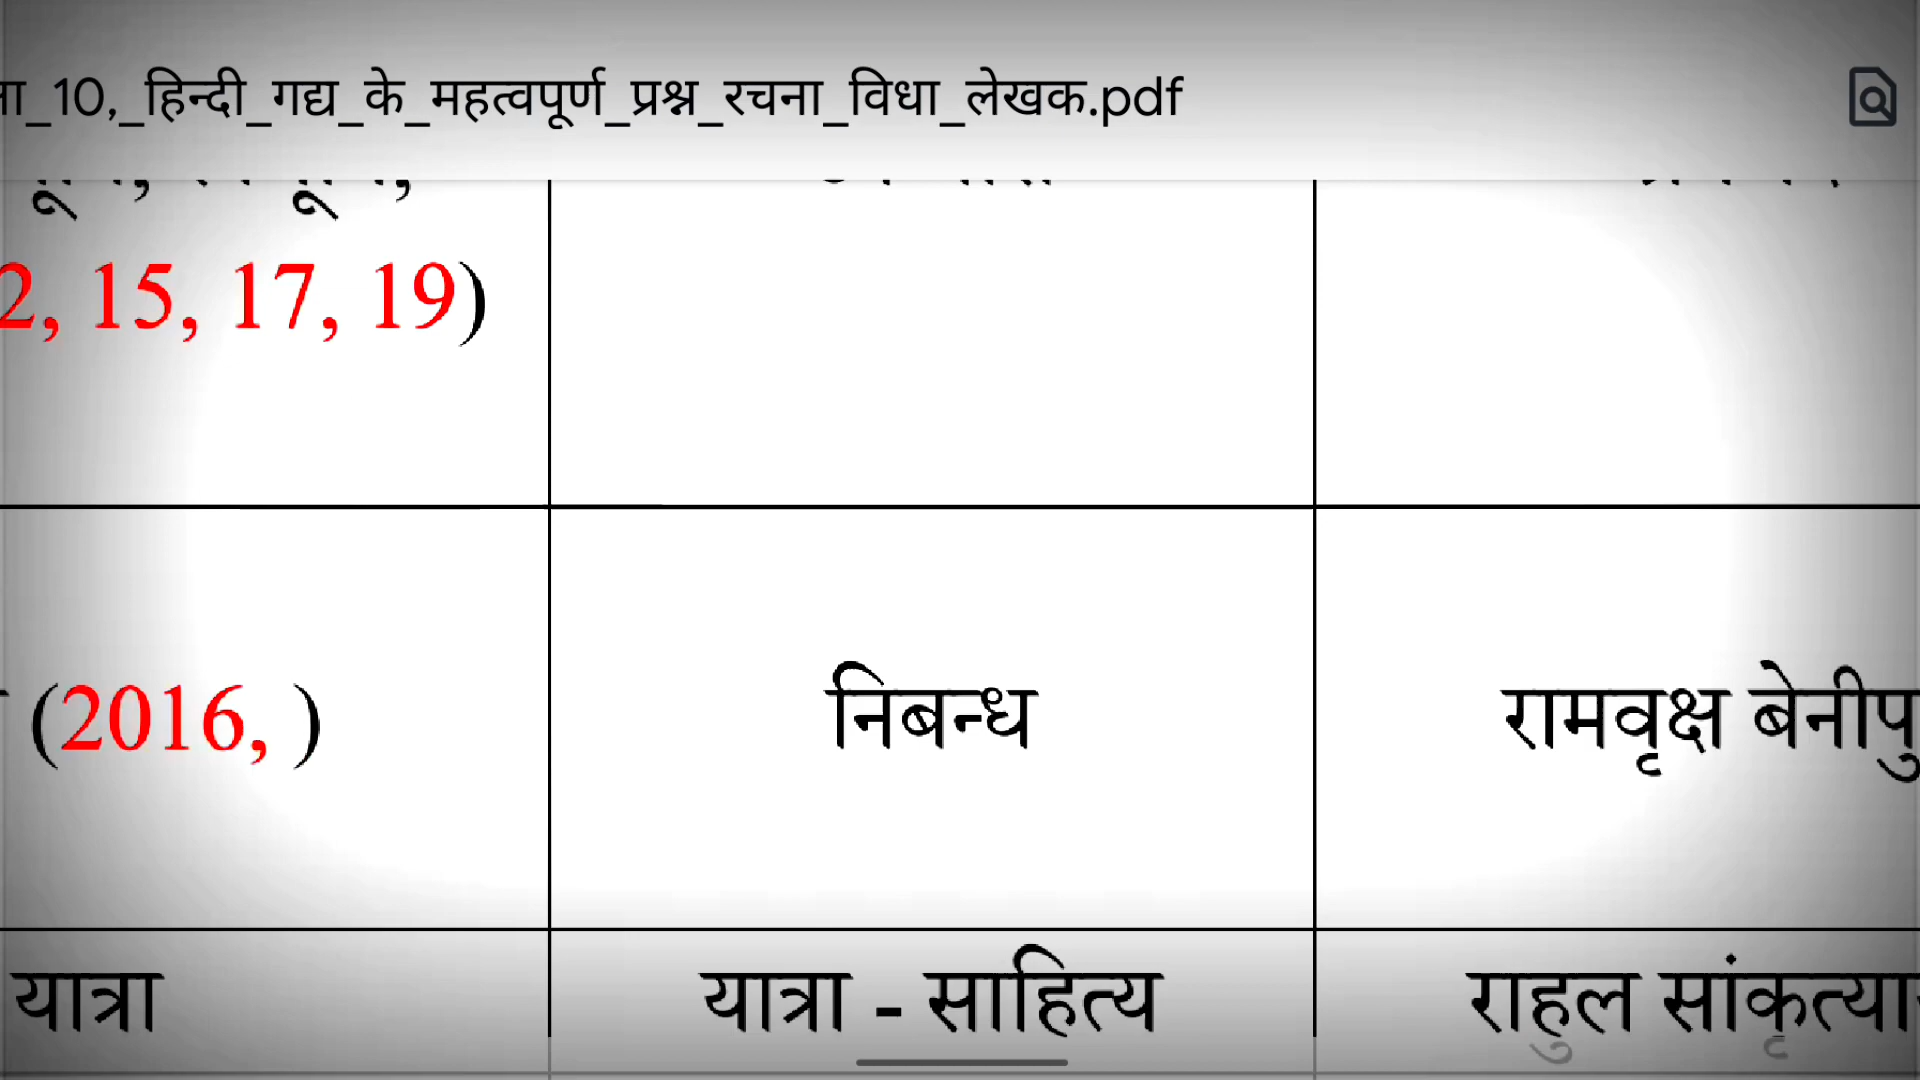 _10,_हिन्दी_गद्य_के_महत्वपूर्ण_प्रश्न_रचना_विधा_लेखक.pdf
2, 15, 17, 19)
(2016, ) निबन्ध रामवृक्ष बेनीपु
यात्रा यात्रा - साहित्य राहुल सांकृत्या